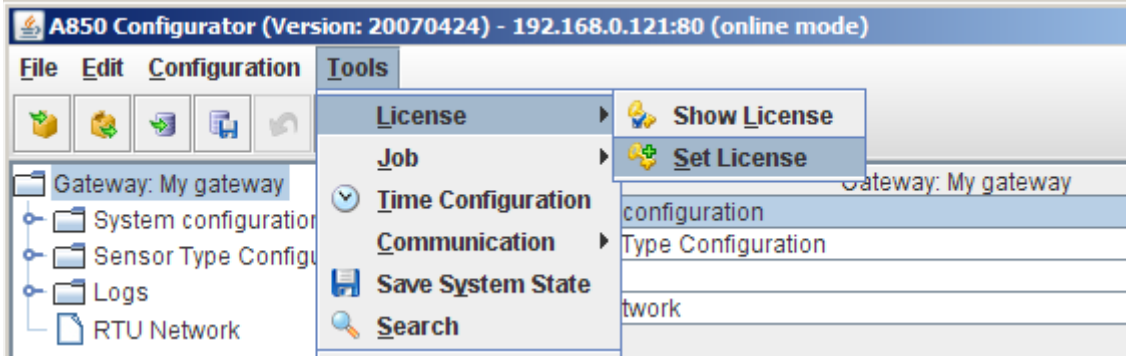 A850 Configurator (Version: 20070424) - 192.168.0.121:80 (online mode)
File Edit Configuration Tools
License
Show License
Job
Set License
Gateway: My gateway
Gateway: My gateway
Time Configuration
System configuration
configuration
Communication
Sensor Type Configu
Type Configuration
Save System State
Logs
Search
RTU Network
twork